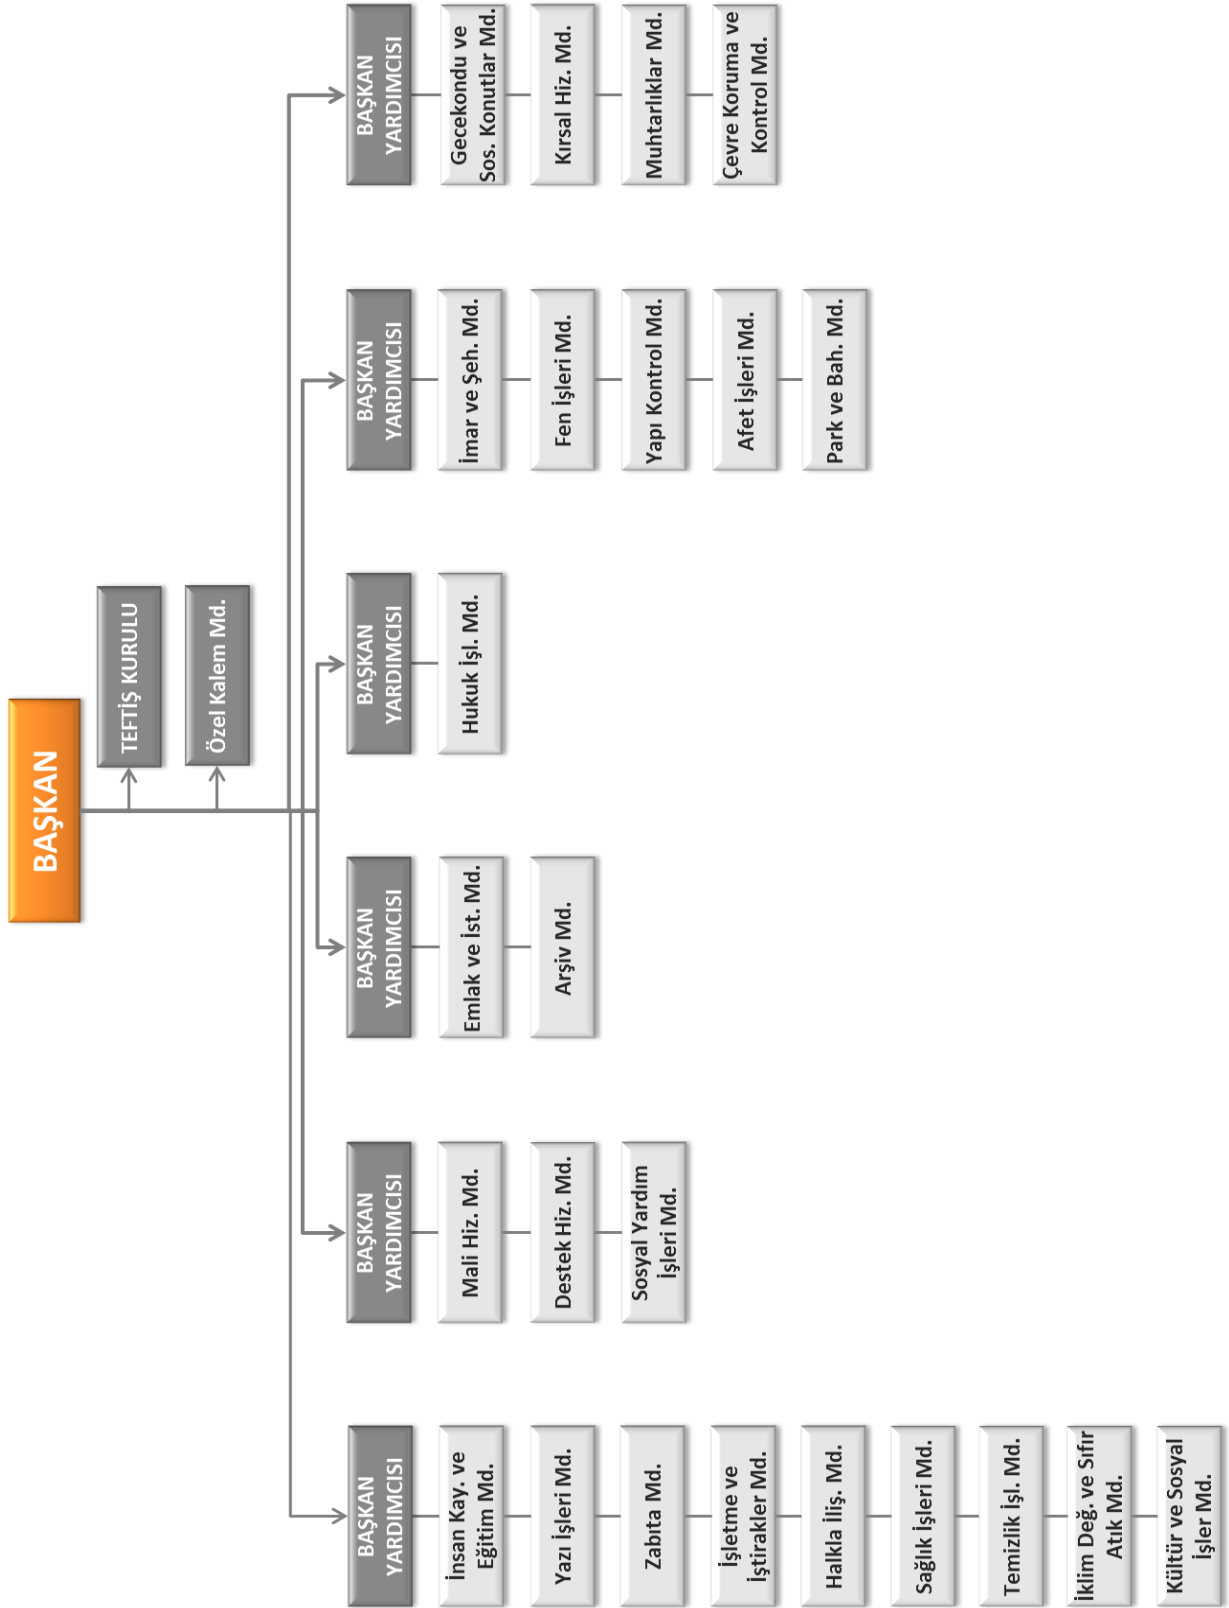 BAŞKAN
TEFTİŞ KURULU
Özel Kalem Md.
BAŞKAN
YARDIMCISI
İnsan Kay. ve
Eğitim Md.
Yazı İşleri Md.
Zabıta Md.
İşletme ve
İştirakler Md.
Halkla İliş. Md.
Sağlık İşleri Md.
Temizlik İşl. Md.
İklim Değ. ve Sıfır
Atık Md.
Kültür ve Sosyal
İşler Md.
BAŞKAN
YARDIMCISI
Mali Hiz. Md.
Destek Hiz. Md.
Sosyal Yardım
İşleri Md.
BAŞKAN
YARDIMCISI
Emlak ve İst. Md.
Arşiv Md.
BAŞKAN
YARDIMCISI
Hukuk İşl. Md.
BAŞKAN
YARDIMCISI
İmar ve Şeh. Md.
Fen İşleri Md.
Yapı Kontrol Md.
Afet İşleri Md.
Park ve Bah. Md.
BAŞKAN
YARDIMCISI
Gecekondu ve
Sos. Konutlar Md.
Kırsal Hiz. Md.
Muhtarlıklar Md.
Çevre Koruma ve
Kontrol Md.